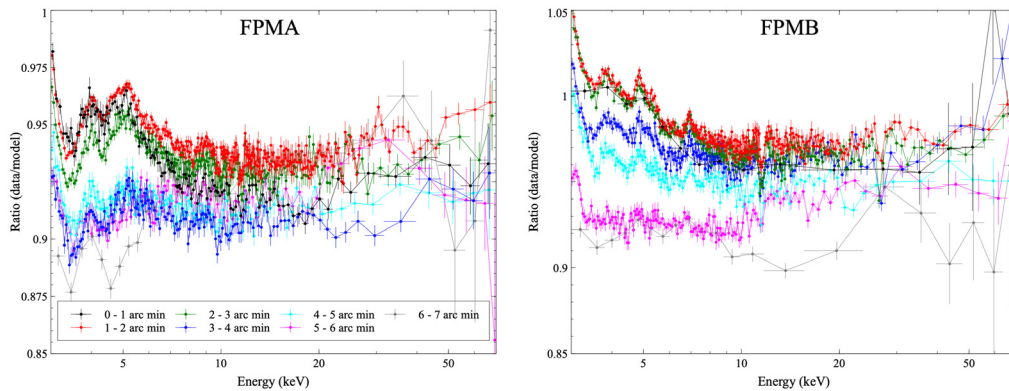 FPMA
1
0.975
0.95
0.925
0.9
0.875
0.85
Ratio (data/model)
0 - 1 arc min 2 - 3 arc min 4 - 5 arc min 6 - 7 arc min
1 - 2 arc min 3 - 4 arc min 5 - 6 arc min
5 10 20 50
Energy (keV)
FPMB
1.05
1
0.9
0.85
Ratio (data/model)
5 10 20 50
Energy (keV)